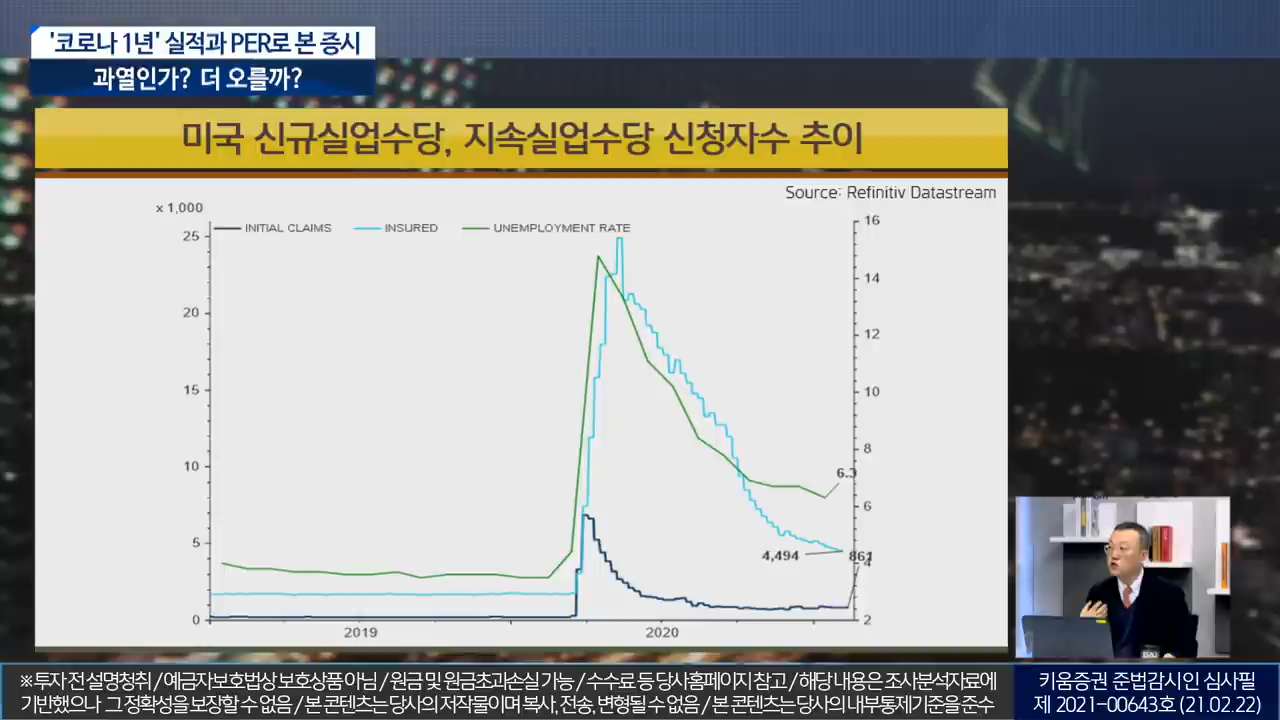 '코로나 1년' 실적과 PER로 본 증시
과열인가? 더 오를까?
미국 신규실업수당, 지속실업수당 신청자수 추이
Source: Refinitiv Datastream
x 1,000
INITIAL CLAIMS
INSURED
UNEMPLOYMENT RATE
25
20
15
10
5
0
16
14
12
10
8
6
4
2
6.3
4,494
861
2019
2020
※ 투자 전 설명청취 / 예금자보호법상 보호상품 아님 / 원금 및 원금초과손실 가능 / 수수료 등 당사홈페이지 참고 / 해당 내용은 조사분석자료에
기반했으나 그 정확성을 보장할 수 없음 / 본 콘텐츠는 당사의 저작물이며 복사, 전송, 변형될 수 없음 / 본 콘텐츠는 당사의 내부통제기준을 준수
키움증권 준법감시인 심사필
제 2021-00643호 (21.02.22)